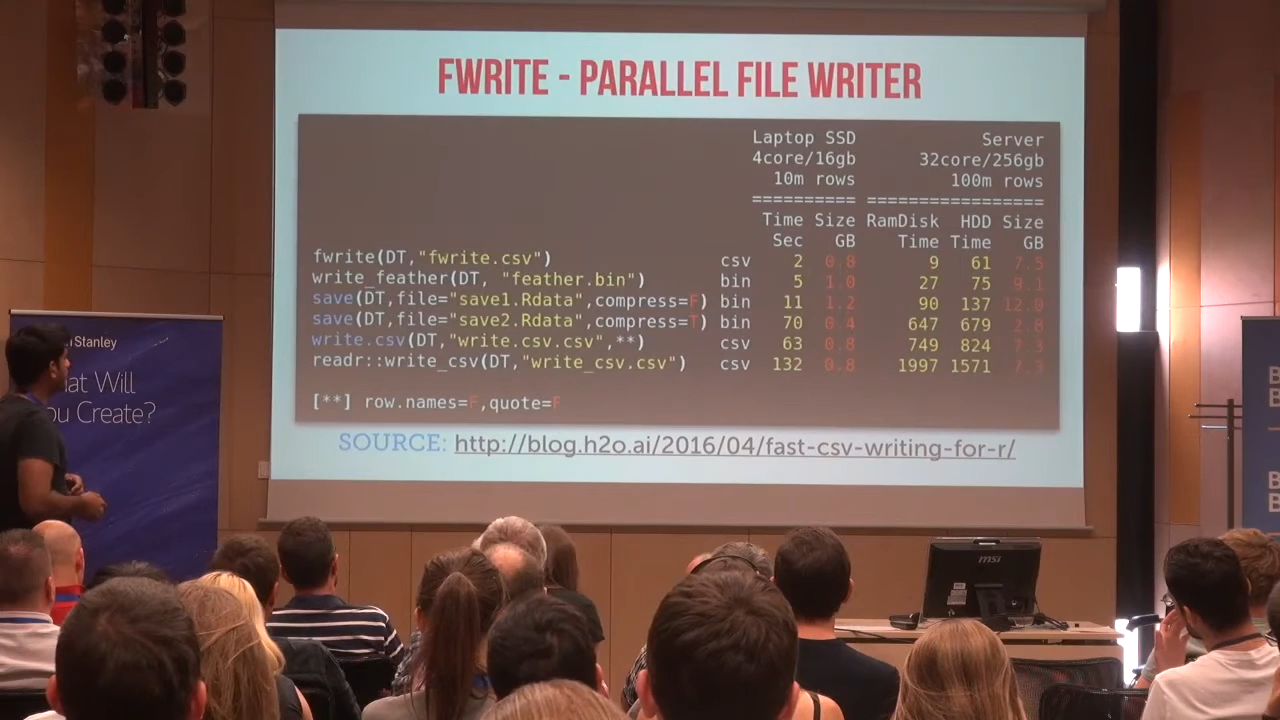 FWRITE - PARALLEL FILE WRITER
Laptop SSD Server
4core/16gb 32core/256gb
10m rows 100m rows
========== =================
Time Size RamDisk HDD Size
Sec GB Time Time GB
fwrite(DT,"fwrite.csv") csv 2 0.8 9 61 7.5
write_feather(DT, "feather.bin") bin 5 1.0 27 75 9.1
save(DT,file="save1.Rdata",compress=F) bin 11 1.2 90 137 12.0
save(DT,file="save2.Rdata",compress=T) bin 70 0.4 647 679 2.8
write.csv(DT,"write.csv.csv",**) csv 63 0.8 749 824 7.3
readr::write_csv(DT,"write_csv.csv") csv 132 0.8 1997 1571 7.3
[**] row.names=F,quote=F
SOURCE: http://blog.h2o.ai/2016/04/fast-csv-writing-for-r/
Stanley
at Will
ou Create?
msi
B
B
B
B